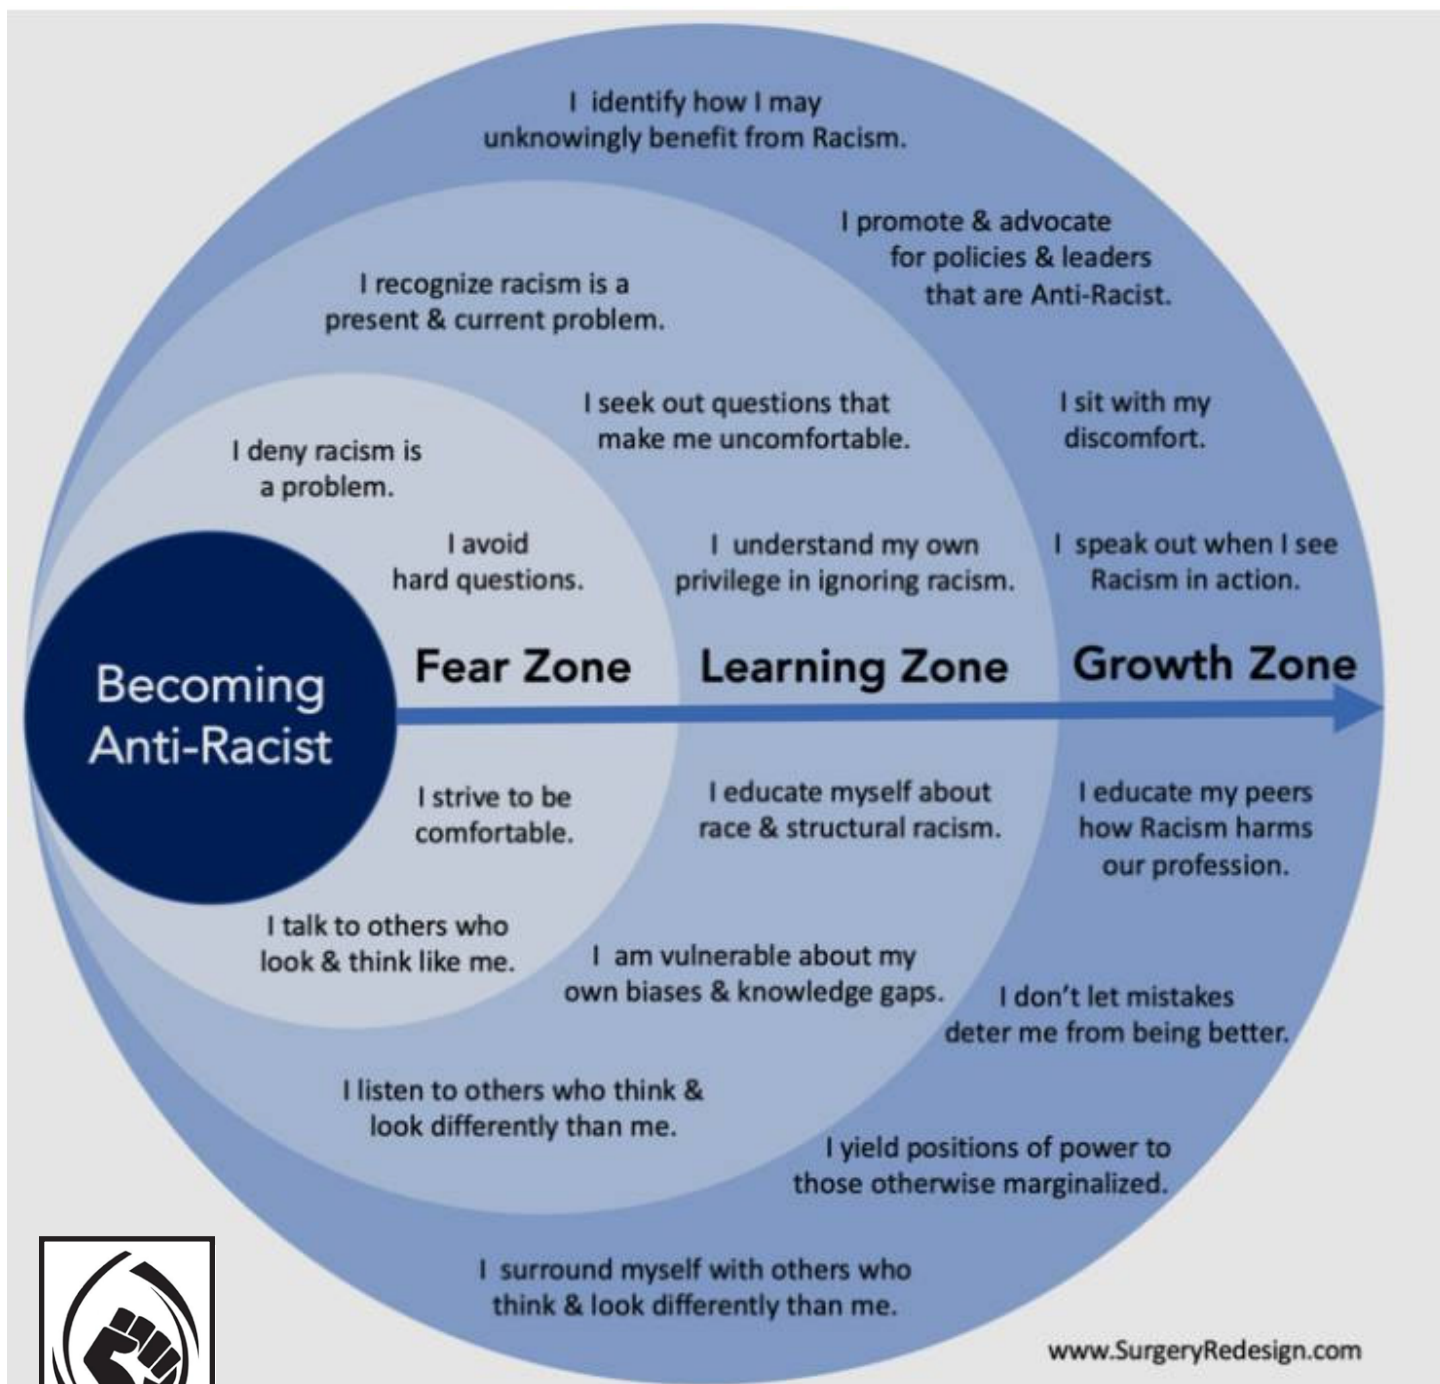 I identify how I may
unknowingly benefit from Racism.
I promote & advocate
for policies & leaders
that are Anti-Racist.
I recognize racism is a
present & current problem.
I seek out questions that
make me uncomfortable.
I sit with my
discomfort.
I deny racism is
a problem.
I avoid
hard questions.
I understand my own
privilege in ignoring racism.
I speak out when I see
Racism in action.
Becoming
Anti-Racist
Fear Zone
Learning Zone
Growth Zone
I strive to be
comfortable.
I educate myself about
race & structural racism.
I educate my peers
how Racism harms
our profession.
I talk to others who
look & think like me.
I am vulnerable about my
own biases & knowledge gaps.
I don't let mistakes
deter me from being better.
I listen to others who think &
look differently than me.
I yield positions of power to
those otherwise marginalized.
I surround myself with others who
think & look differently than me.
www.SurgeryRedesign.com